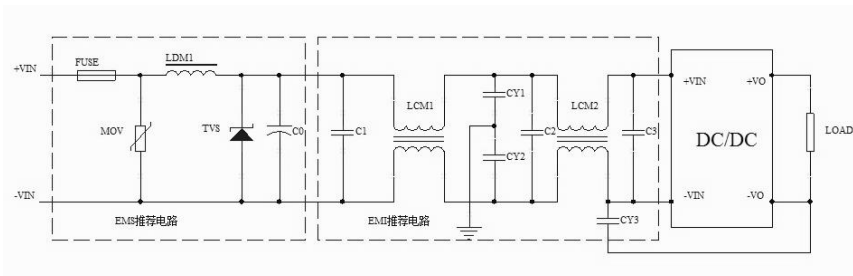 FUSE
LDM1
+VIN
MOV
TVS
C0
-VIN
EMS推荐电路
C1
LCM1
CY1
CY2
C2
LCM2
C3
EMI推荐电路
CY3
+VIN
+VO
DC/DC
-VIN
-VO
LOAD